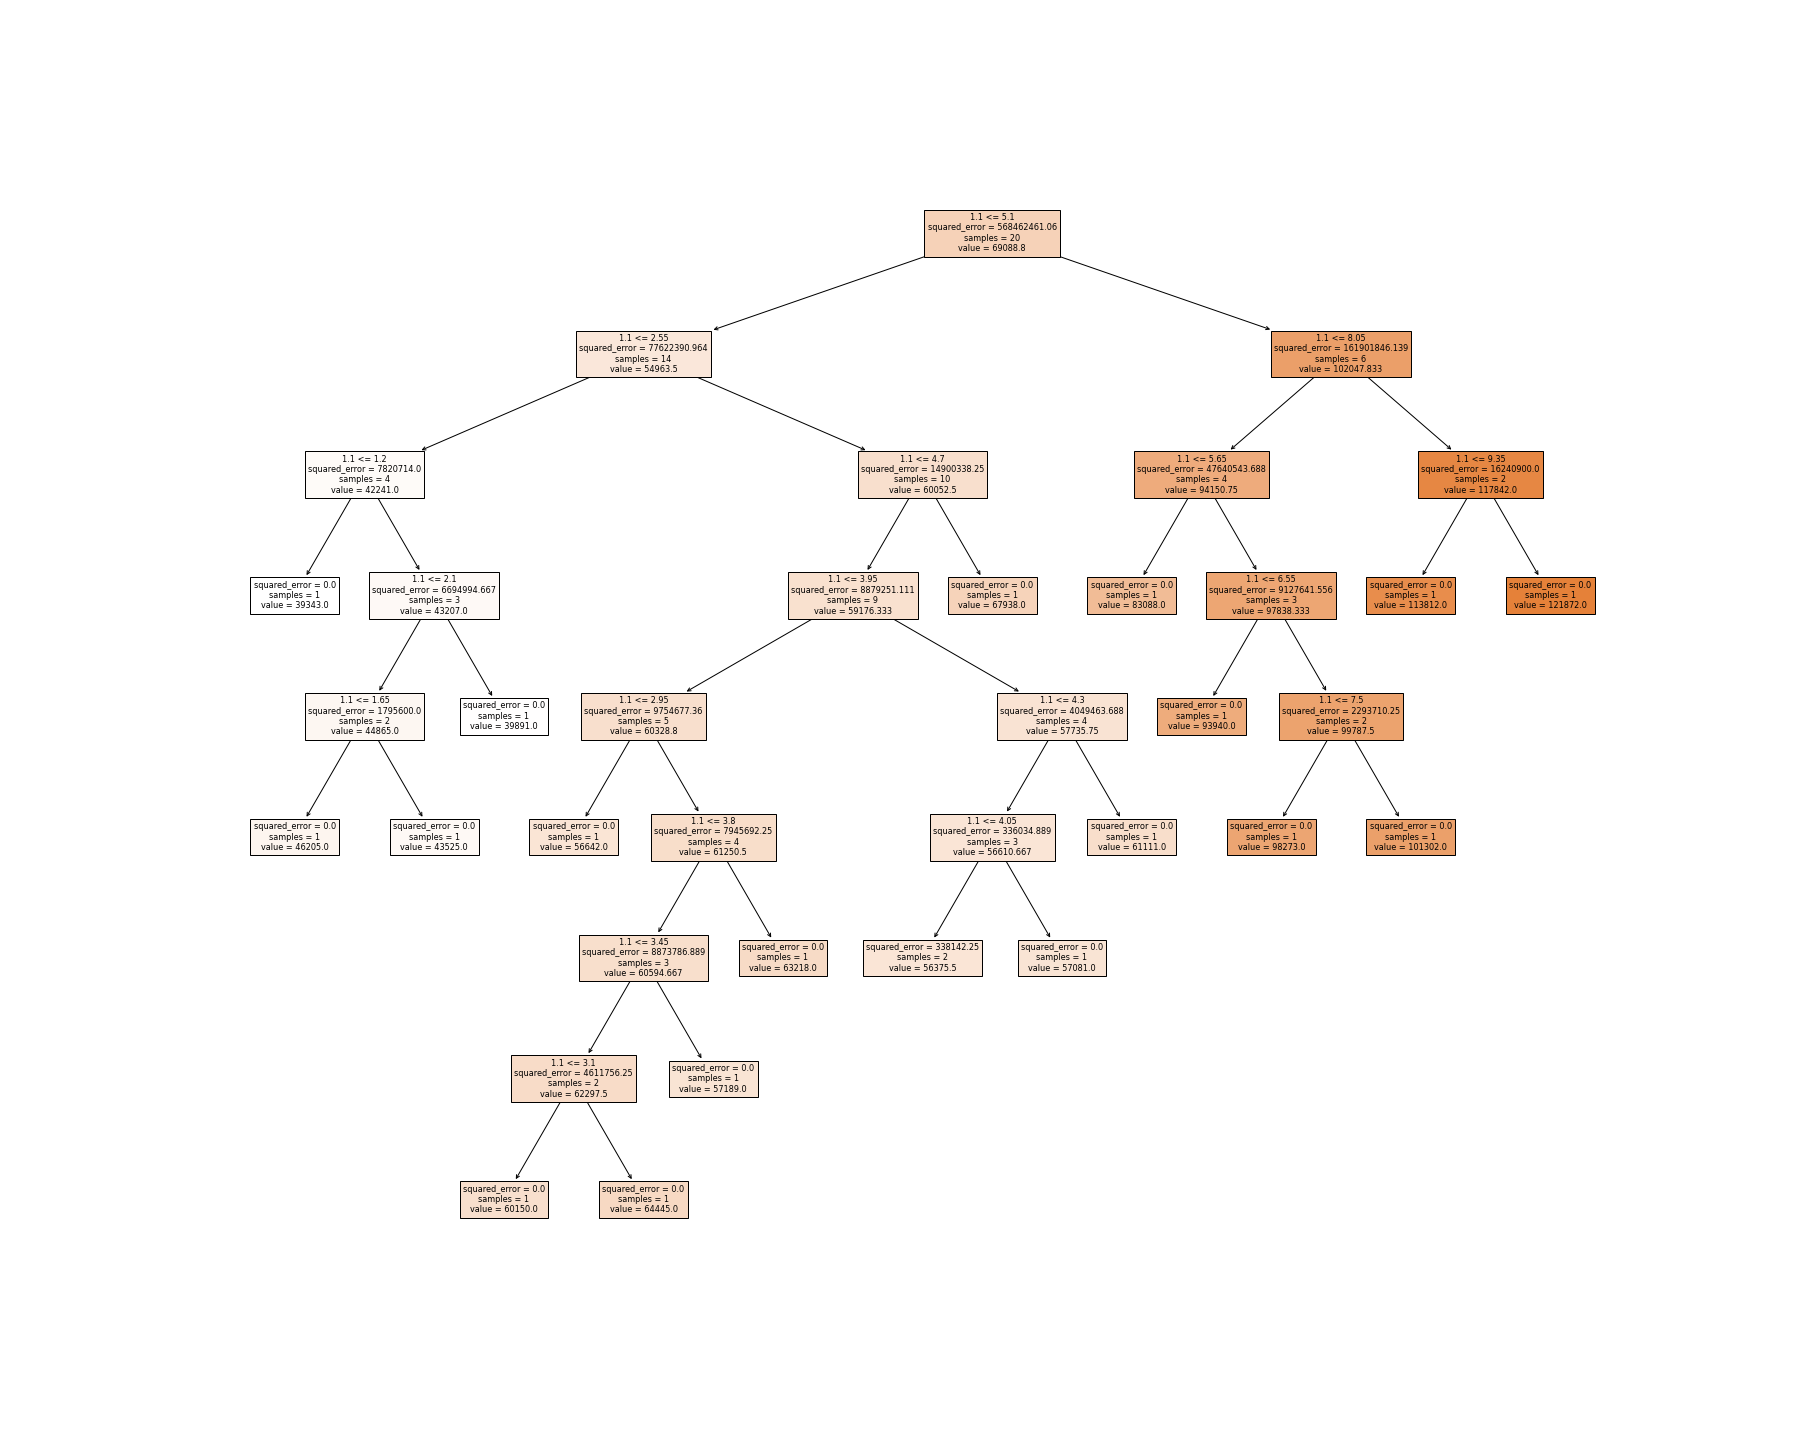 1.1 <= 5.1
squared_error = 568462461.06
samples = 20
value = 69088.8
1.1 <= 2.55
squared_error = 77622390.964
samples = 14
value = 54963.5
1.1 <= 8.05
squared_error = 161901846.139
samples = 6
value = 102047.833
1.1 <= 1.2
squared_error = 7820714.0
samples = 4
value = 42241.0
1.1 <= 4.7
squared_error = 14900338.25
samples = 10
value = 60052.5
1.1 <= 5.65
squared_error = 47640543.688
samples = 4
value = 94150.75
1.1 <= 9.35
squared_error = 16240900.0
samples = 2
value = 117842.0
squared_error = 0.0
samples = 1
value = 39343.0
1.1 <= 2.1
squared_error = 6694994.667
samples = 3
value = 43207.0
1.1 <= 3.95
squared_error = 8879251.111
samples = 9
value = 59176.333
squared_error = 0.0
samples = 1
value = 67938.0
squared_error = 0.0
samples = 1
value = 83088.0
1.1 <= 6.55
squared_error = 9127641.556
samples = 3
value = 97838.333
squared_error = 0.0
samples = 1
value = 113812.0
squared_error = 0.0
samples = 1
value = 121872.0
1.1 <= 1.65
squared_error = 1795600.0
samples = 2
value = 44865.0
squared_error = 0.0
samples = 1
value = 39891.0
1.1 <= 2.95
squared_error = 9754677.36
samples = 5
value = 60328.8
1.1 <= 4.3
squared_error = 4049463.688
samples = 4
value = 57735.75
squared_error = 0.0
samples = 1
value = 93940.0
1.1 <= 7.5
squared_error = 2293710.25
samples = 2
value = 99787.5
squared_error = 0.0
samples = 1
value = 46205.0
squared_error = 0.0
samples = 1
value = 43525.0
squared_error = 0.0
samples = 1
value = 56642.0
1.1 <= 3.8
squared_error = 7945692.25
samples = 4
value = 61250.5
1.1 <= 4.05
squared_error = 336034.889
samples = 3
value = 56610.667
squared_error = 0.0
samples = 1
value = 61111.0
squared_error = 0.0
samples = 1
value = 98273.0
squared_error = 0.0
samples = 1
value = 101302.0
1.1 <= 3.45
squared_error = 8873786.889
samples = 3
value = 60594.667
squared_error = 0.0
samples = 1
value = 63218.0
squared_error = 338142.25
samples = 2
value = 56375.5
squared_error = 0.0
samples = 1
value = 57081.0
1.1 <= 3.1
squared_error = 4611756.25
samples = 2
value = 62297.5
squared_error = 0.0
samples = 1
value = 57189.0
squared_error = 0.0
samples = 1
value = 60150.0
squared_error = 0.0
samples = 1
value = 64445.0